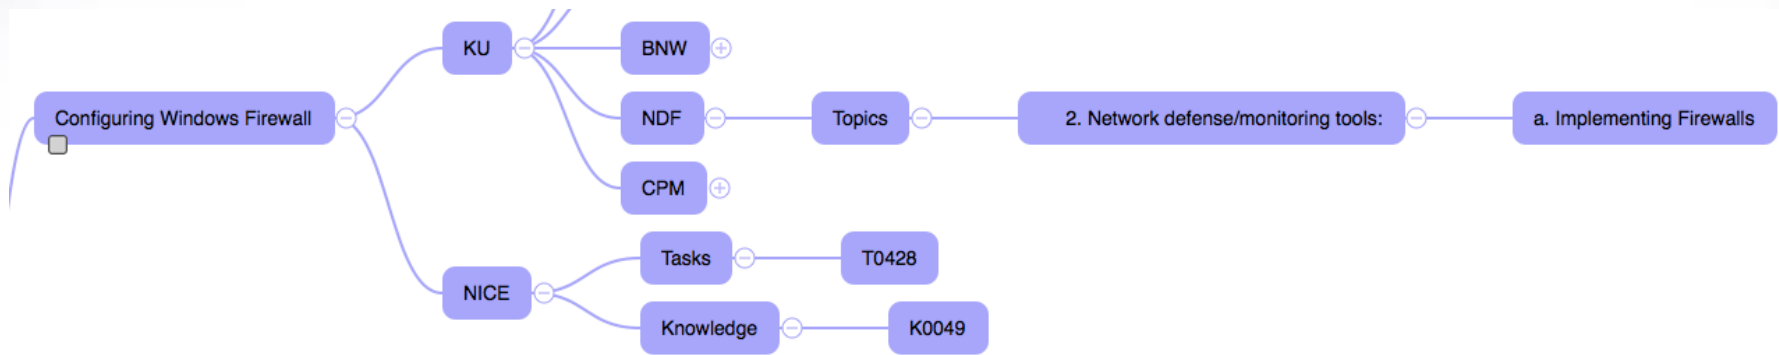 KU
BNW
Configuring Windows Firewall
NDF
Topics
2. Network defense/monitoring tools:
a. Implementing Firewalls
CPM
NICE
Tasks
T0428
Knowledge
K0049